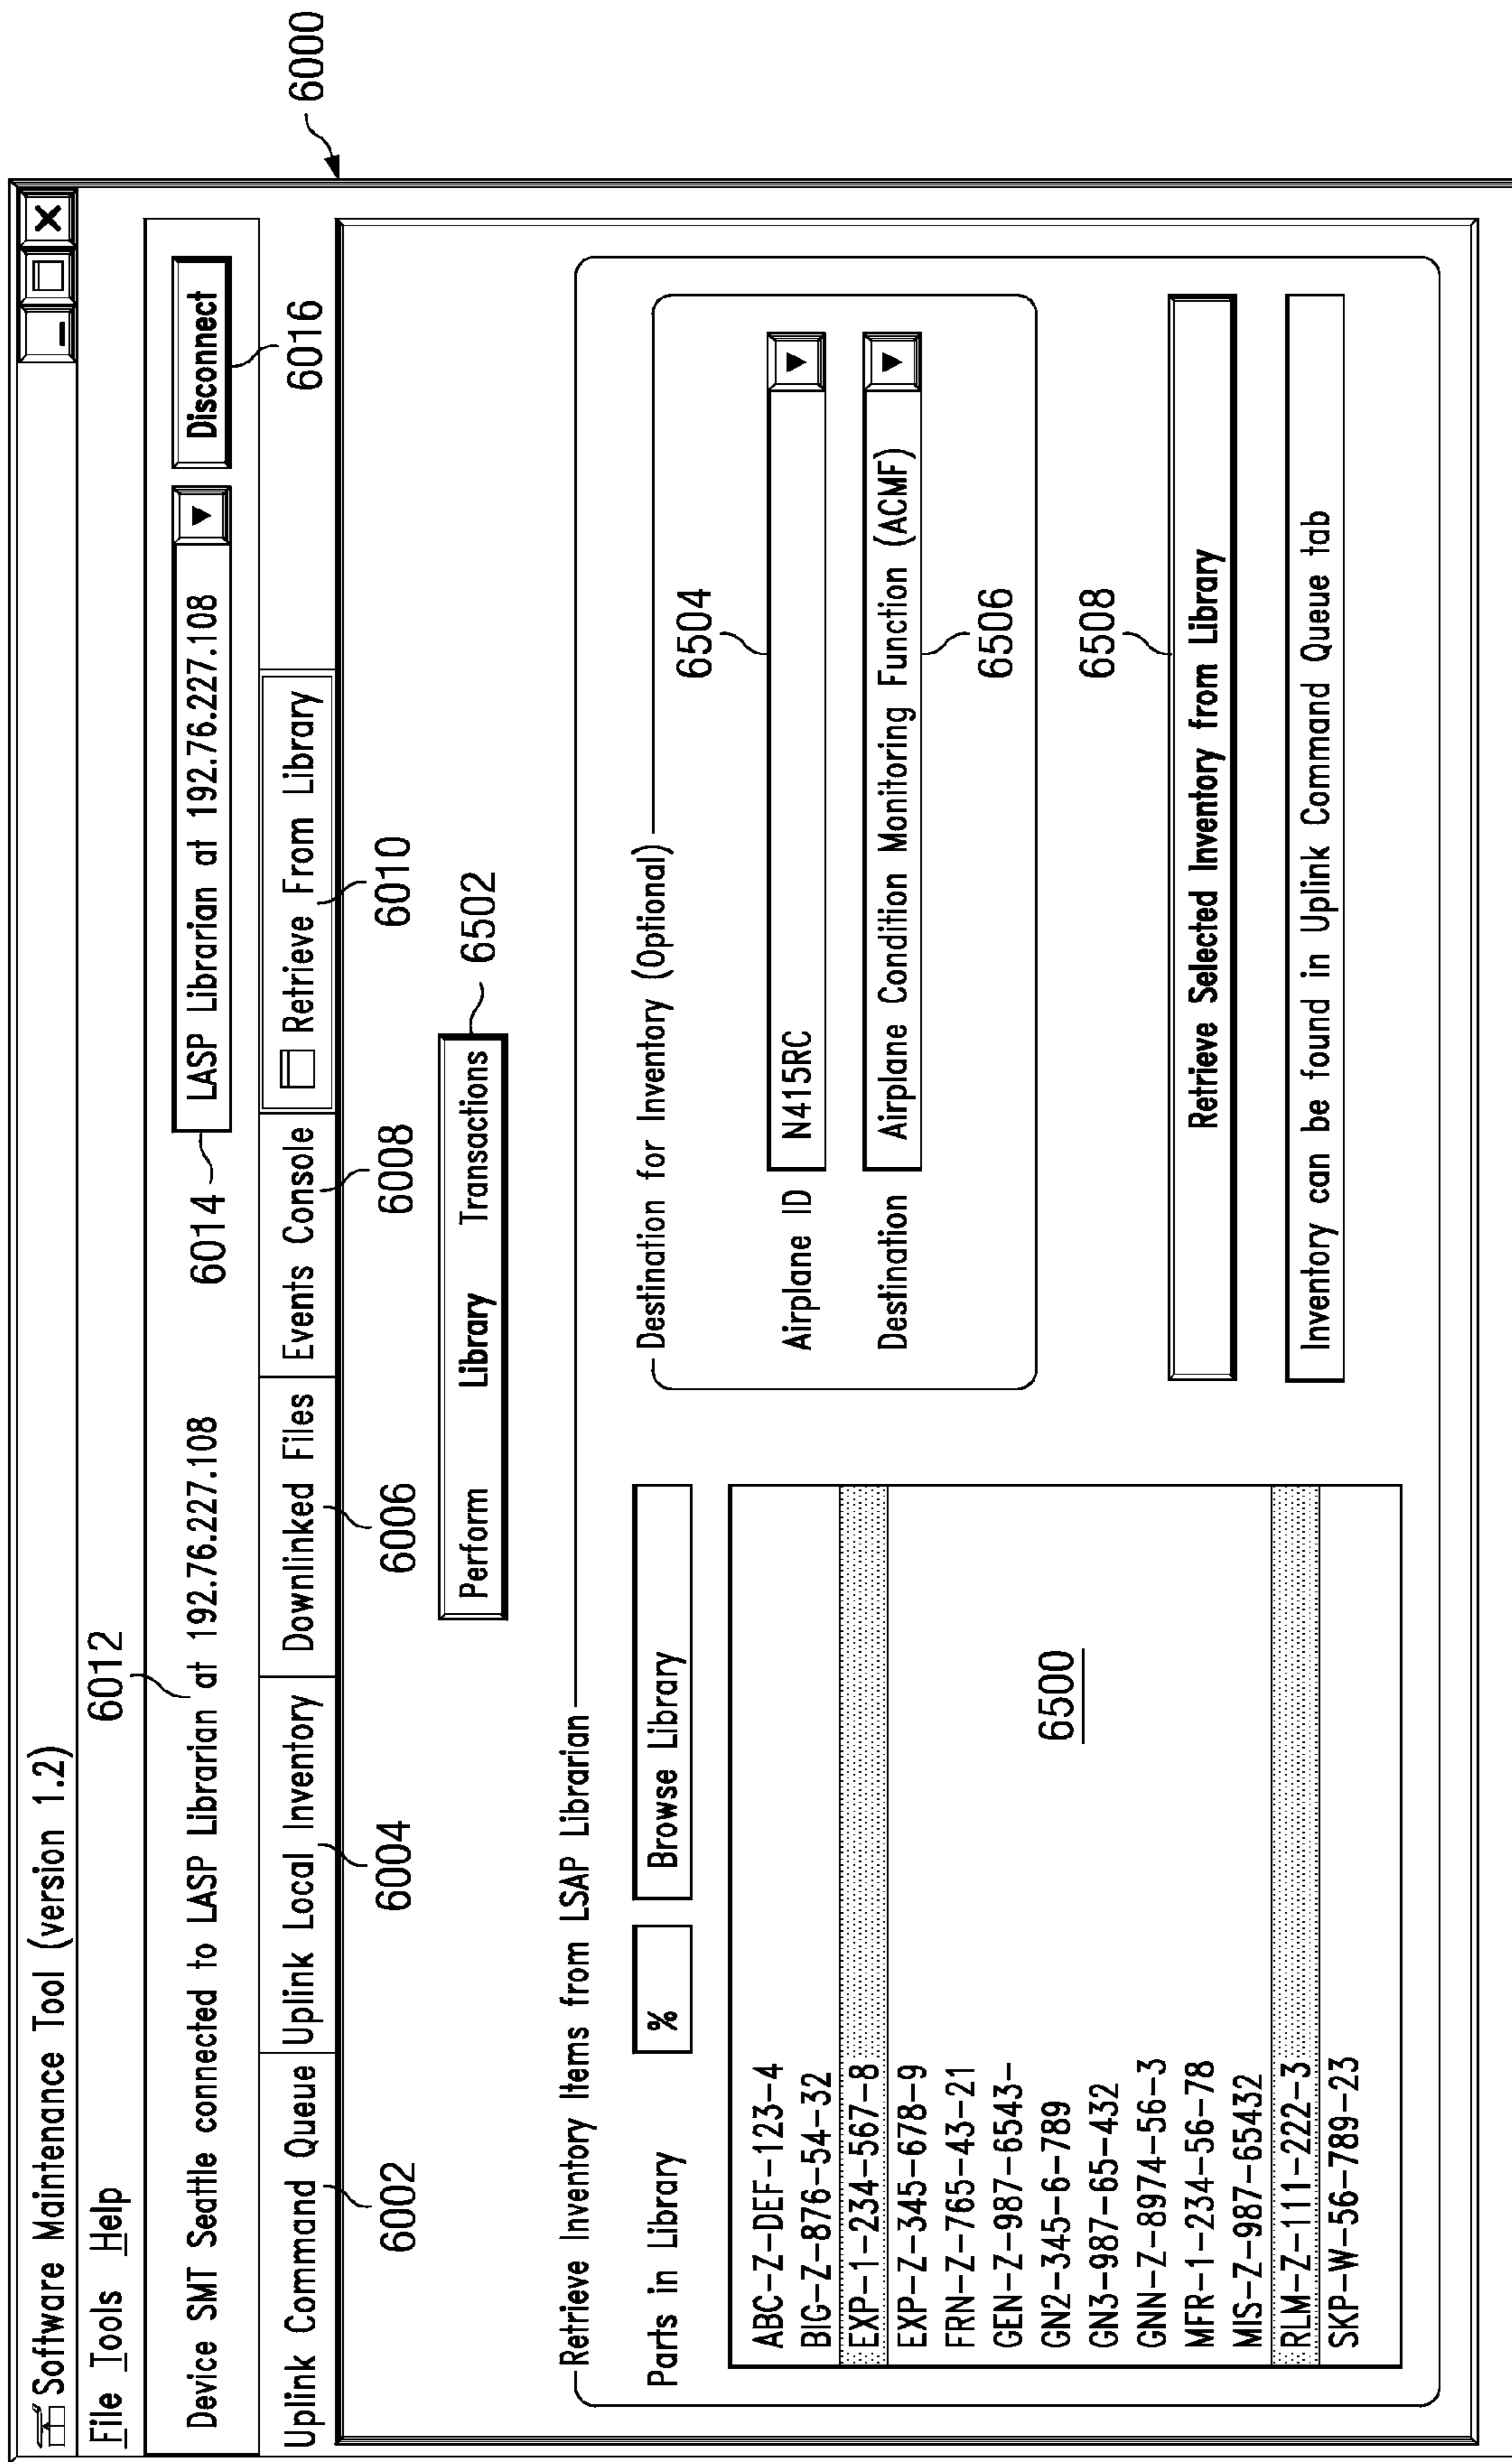 Software Maintenance Tool (version 1.2)
File Tools Help
6012
Device SMT Seattle connected to LASP Librarian at 192.76.227.108
6014
LASP Librarian at 192.76.227.108
Disconnect
6016
6000
Uplink Command Queue
Uplink Local Inventory
Downlinked Files
Events Console
Retrieve From Library
6002
6004
6006
6008
6010
Perform Library Transactions
6502
Retrieve Inventory Items from LSAP Librarian
Parts in Library
%
Browse Library
ABC-Z-DEF-123-4
BIG-Z-876-54-32
EXP-1-234-567-8
EXP-Z-345-678-9
FRN-Z-765-43-21
GEN-Z-987-6543-
GN2-345-6-789
GN3-987-65-432
GNN-Z-8974-56-3
MFR-1-234-56-78
MIS-Z-987-65432
RLM-Z-111-222-3
SKP-W-56-789-23
6500
Destination for Inventory (Optional)
6504
Airplane ID
N415RC
Destination
Airplane Condition Monitoring Function (ACMF)
6506
6508
Retrieve Selected Inventory from Library
Inventory can be found in Uplink Command Queue tab